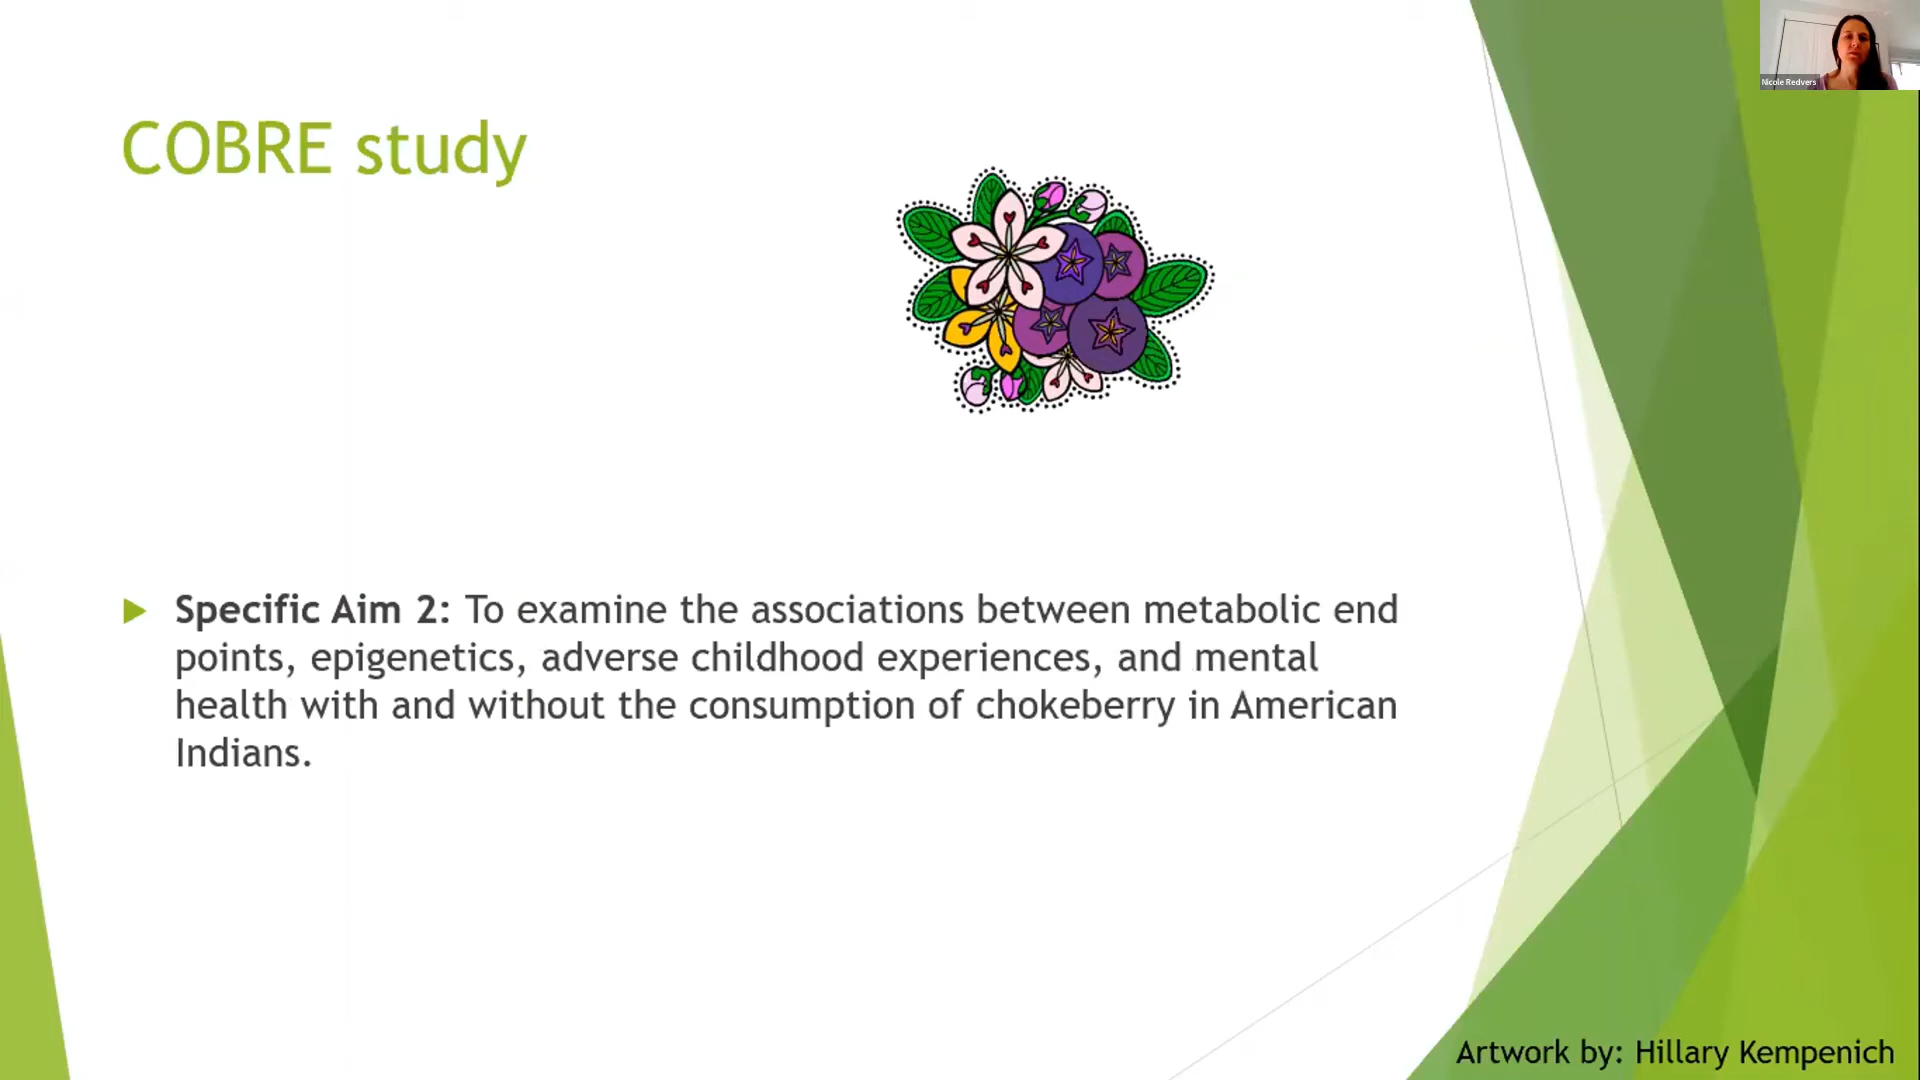 Nicole Redvers
COBRE study
Specific Aim 2: To examine the associations between metabolic end
points, epigenetics, adverse childhood experiences, and mental
health with and without the consumption of chokeberry in American
Indians.
Artwork by: Hillary Kempenich